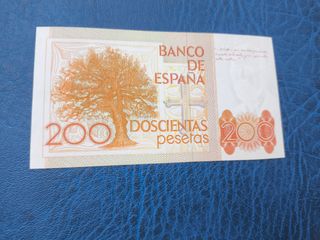 BANCO
DE
ESPAÑA
200
DOSCIENTAS
pesetas
200